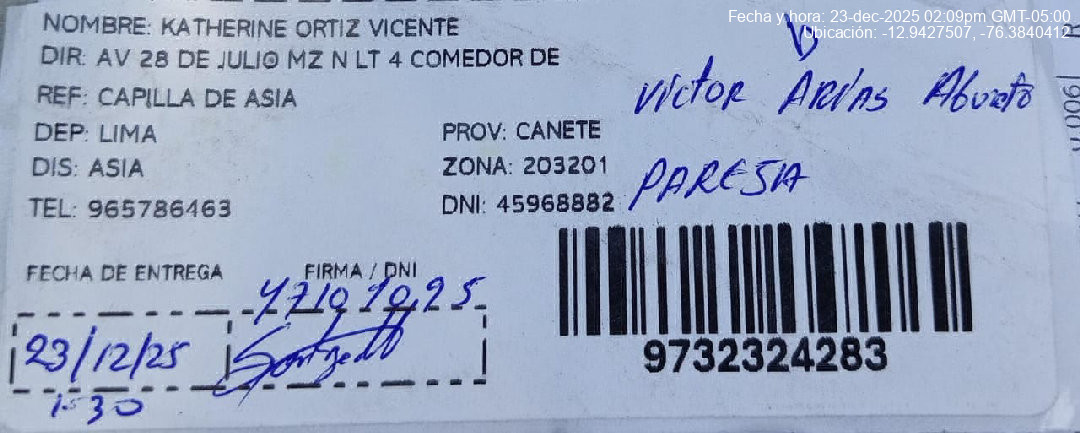 Fecha y hora: 23-dec-2025 02:09pm GMT-05:00
Ubicación: -12.9427507, -76.3840412
NOMBRE: KATHERINE ORTIZ VICENTE
DIR: AV 28 DE JULIO MZ N LT 4 COMEDOR DE
REF: CAPILLA DE ASIA
Victor Arias
DEP: LIMA PROV: CANETE
DIS: ASIA ZONA: 203201
PARESIA
TEL: 965786463 DNI: 45968882
FECHA DE ENTREGA FIRMA / DNI
23/12/25
9732324283